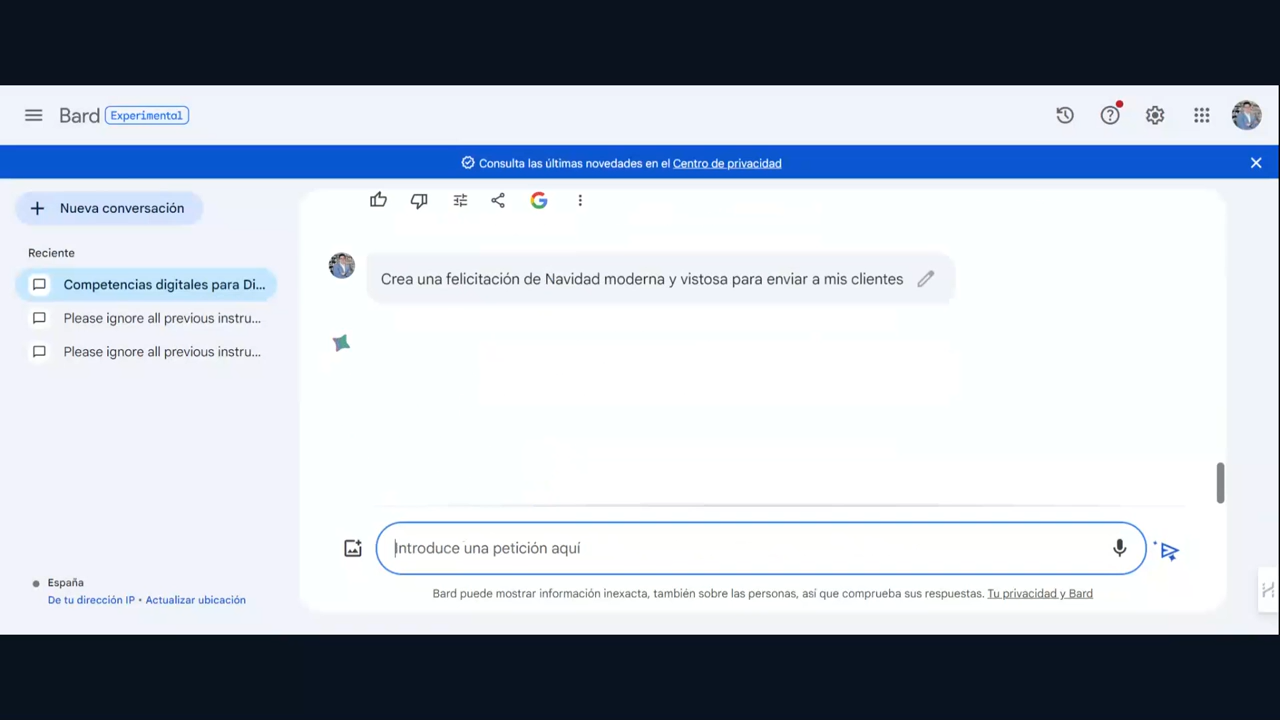 Bard Experimental
Consulta las últimas novedades en el Centro de privacidad
Nueva conversación
Reciente
Competencias digitales para Di...
Please ignore all previous instru...
Please ignore all previous instru...
Crea una felicitación de Navidad moderna y vistosa para enviar a mis clientes
Introduce una petición aquí
Bard puede mostrar información inexacta, también sobre las personas, así que comprueba sus respuestas. Tu privacidad y Bard
España
De tu dirección IP • Actualizar ubicación